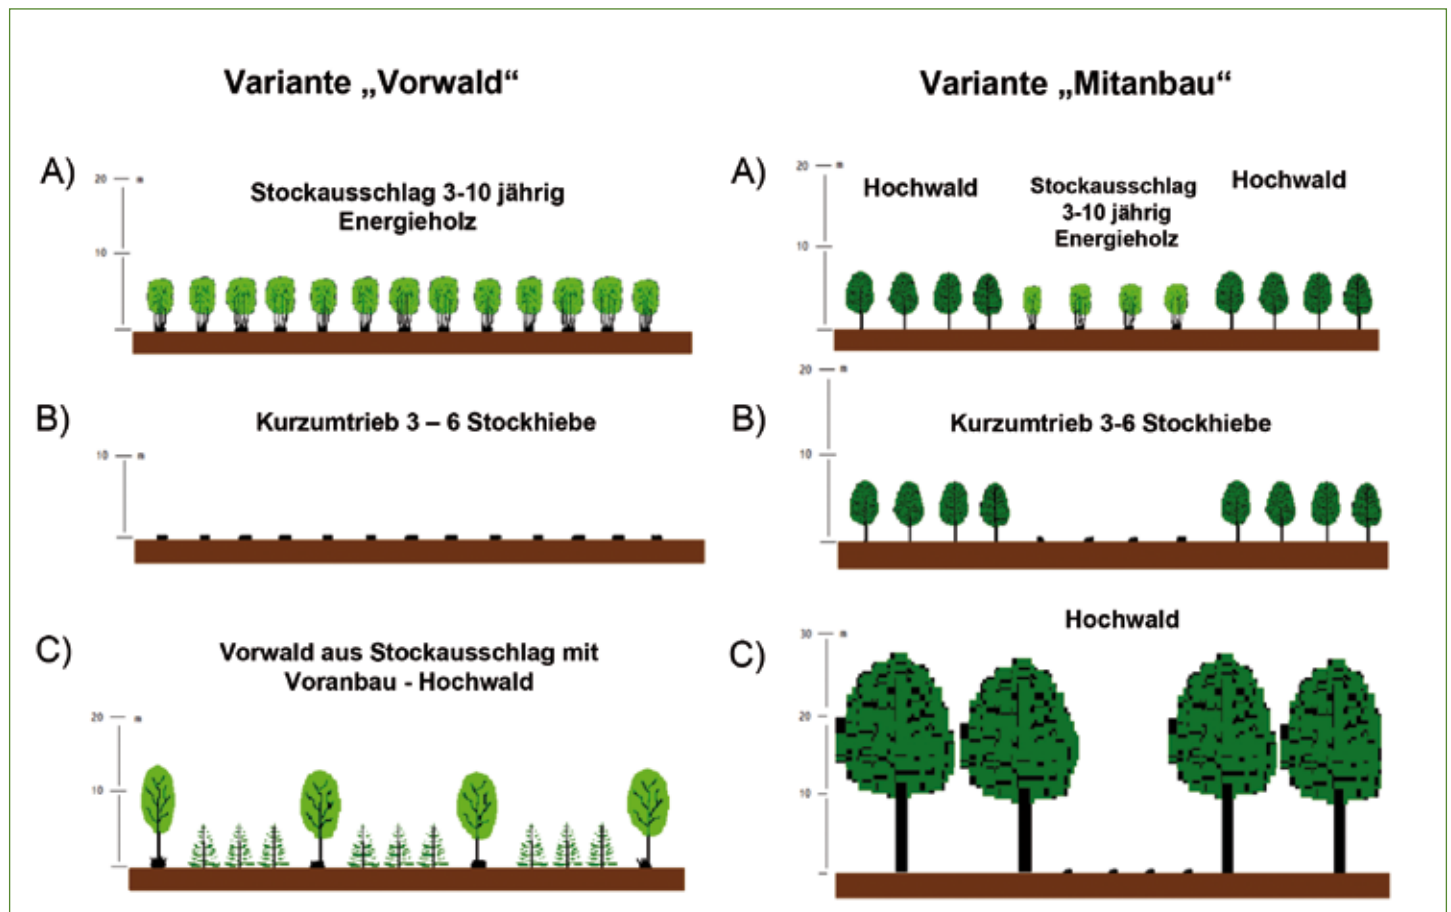 Variante „Vorwald“
A)
20 m
Stockausschlag 3-10 jährig
Energieholz
10
B)
Kurzumtrieb 3 – 6 Stockhiebe
10 m
C)
Vorwald aus Stockausschlag mit
Voranbau - Hochwald
20 m
10
Variante „Mitanbau“
A)
20 m
Hochwald
Stockausschlag
3-10 jährig
Energieholz
Hochwald
10
B)
20 m
Kurzumtrieb 3-6 Stockhiebe
10
C)
Hochwald
30 m
20
10